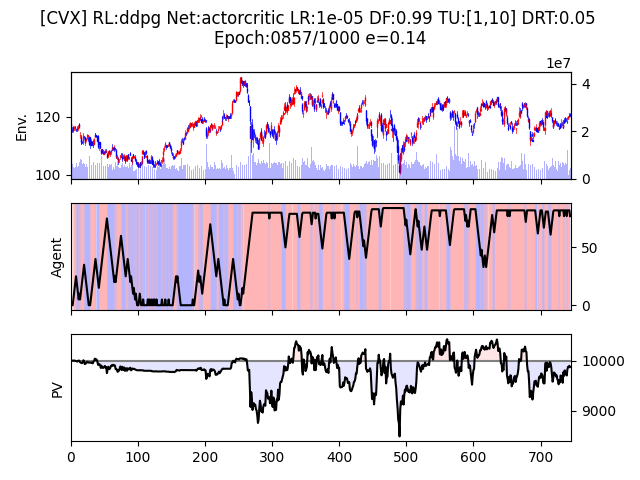 [CVX] RL:ddpg Net:actorcritic LR:1e-05 DF:0.99 TU:[1,10] DRT:0.05
Epoch:0857/1000 e=0.14
1e7
Env.
120
100
4
2
0
Agent
50
0
PV
10000
9000
0 100 200 300 400 500 600 700